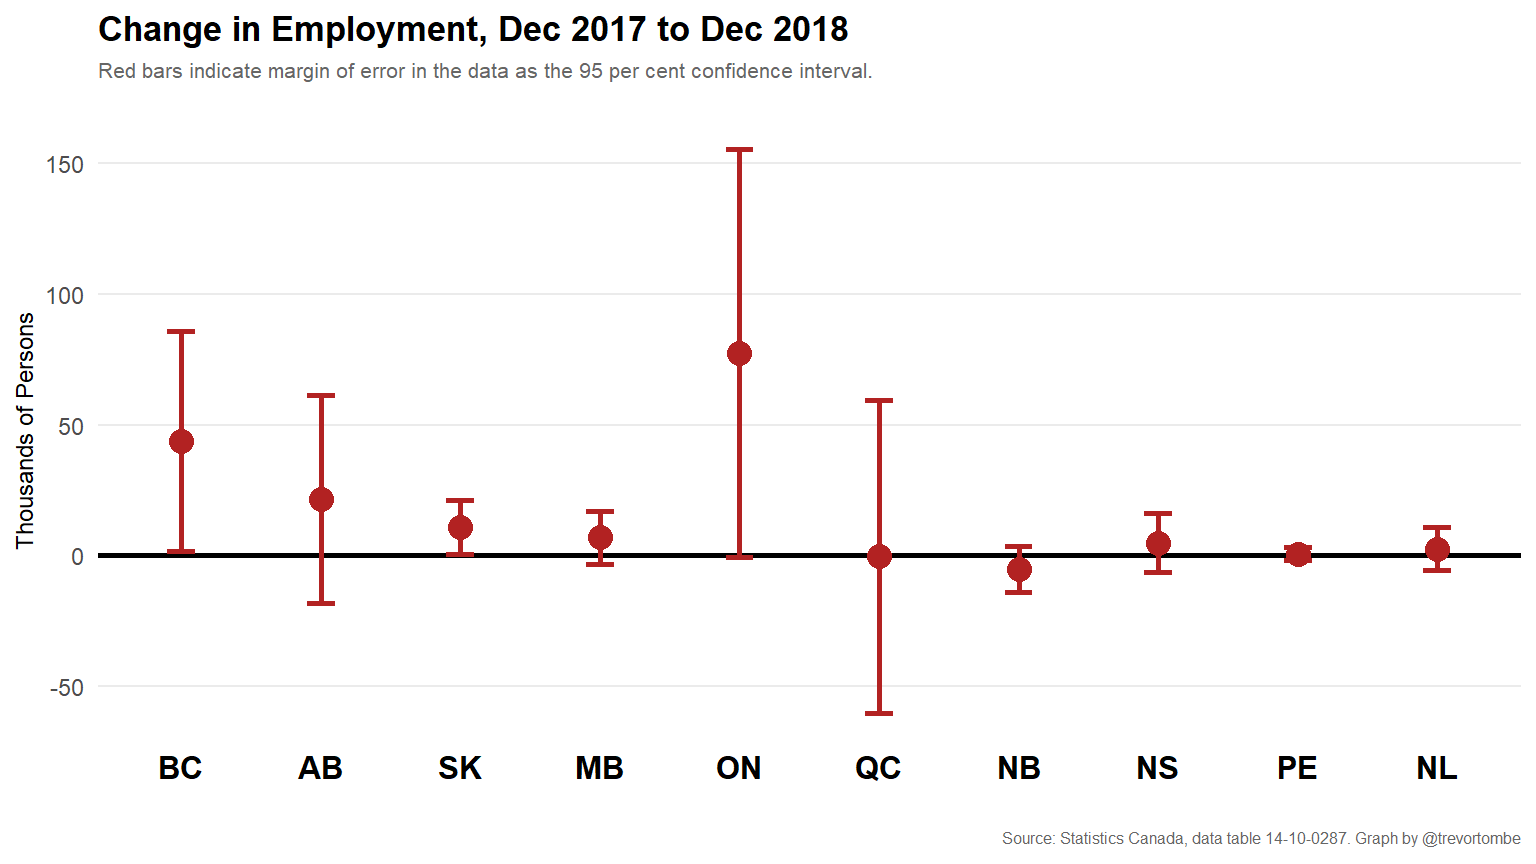 Change in Employment, Dec 2017 to Dec 2018
Red bars indicate margin of error in the data as the 95 per cent confidence interval.
Thousands of Persons
150
100
50
0
-50
BC AB SK MB ON QC NB NS PE NL
Source: Statistics Canada, data table 14-10-0287. Graph by @trevortombe